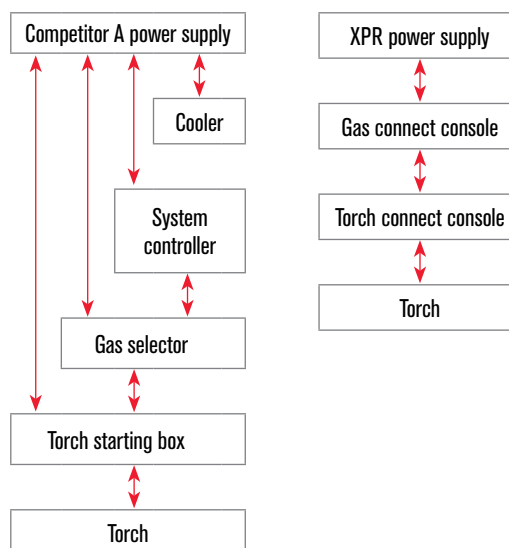 Competitor A power supply
Cooler
System
controller
Gas selector
Torch starting box
Torch
XPR power supply
Gas connect console
Torch connect console
Torch